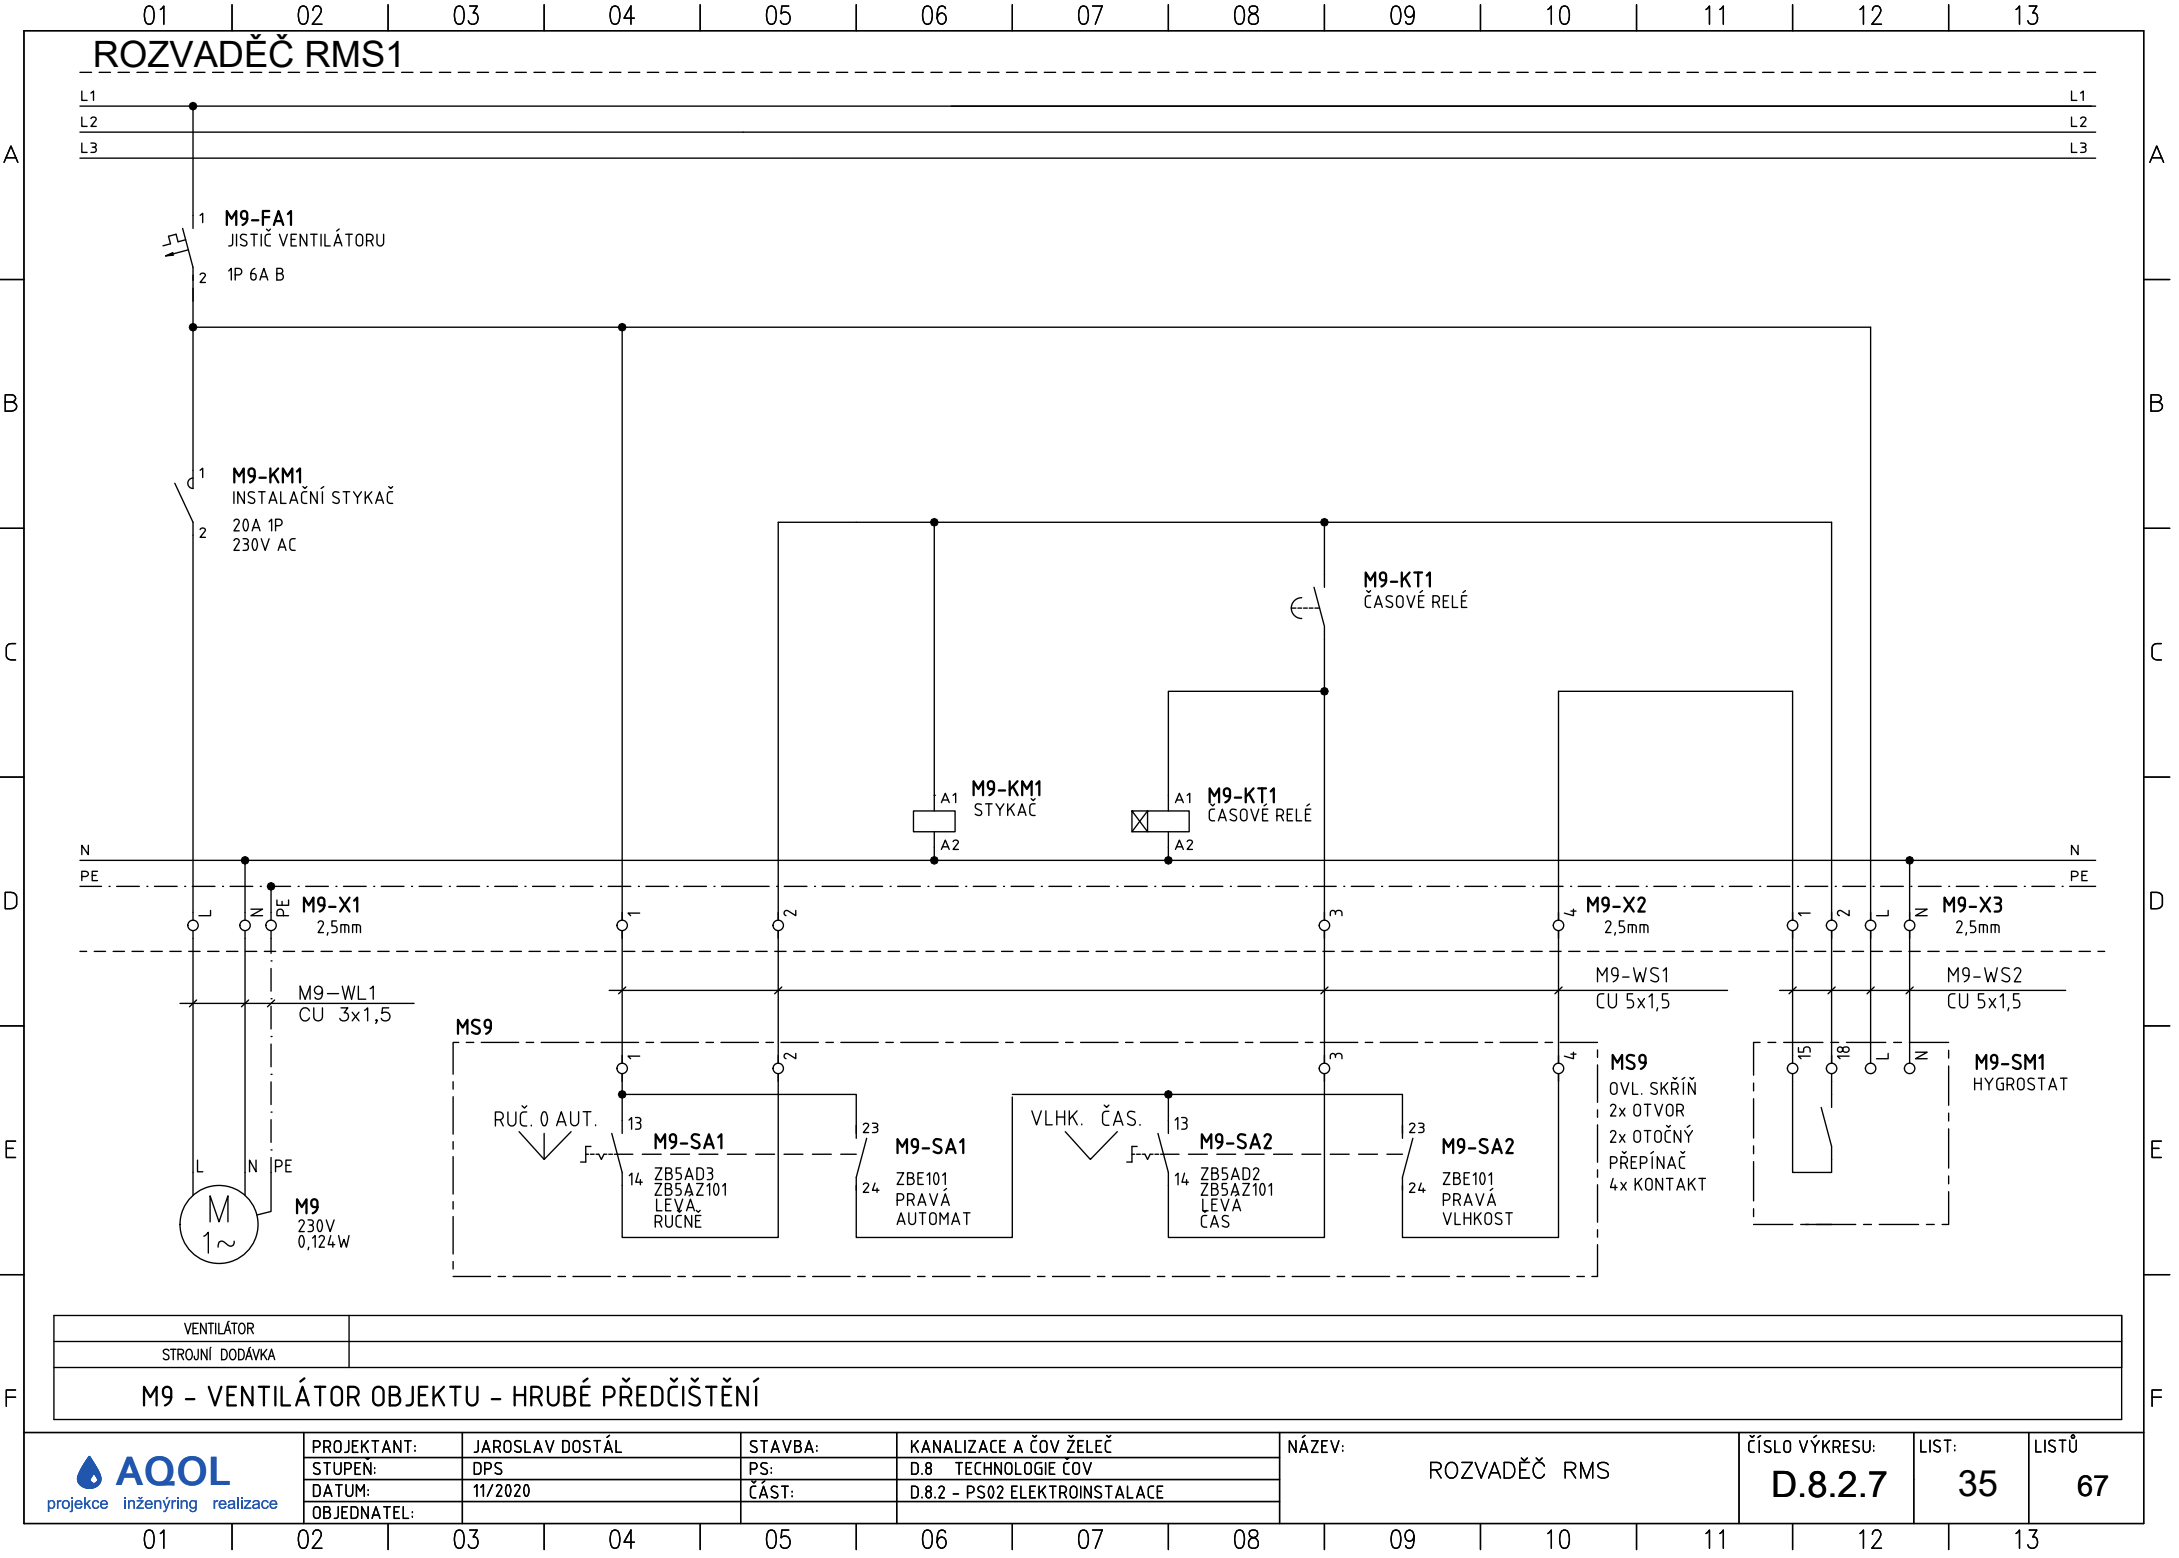 01 02 03 04 05 06 07 08 09 10 11 12 13
ROZVADĚČ RMS1
L1 L1
L2 L2
L3 L3
A A
1 M9-FA1
JISTIČ VENTILÁTORU
2 1P 6A B
B B
1 M9-KM1
INSTALAČNÍ STYKAČ
20A 1P
2 230V AC
M9-KT1
ČASOVÉ RELÉ
C C
A1 M9-KM1
STYKAČ
A2
A1 M9-KT1
ČASOVÉ RELÉ
A2
N N
PE PE
D D
L N PE M9-X1
2,5mm
1 2 3 4 M9-X2
2,5mm
1 2 L N M9-X3
2,5mm
M9-WL1
CU 3x1,5
M9-WS1
CU 5x1,5
M9-WS2
CU 5x1,5
MS9
1 2 3 4
MS9
OVL. SKŘÍŇ
2x OTVOR
2x OTOČNÝ
PŘEPÍNAČ
4x KONTAKT
15 18 L N
M9-SM1
HYGROSTAT
E E
RUČ. 0 AUT.
13 M9-SA1
14 ZB5AD3
ZB5AZ101
LEVÁ
RUČNĚ
23 M9-SA1
24 ZBE101
PRAVÁ
AUTOMAT
VLHK. ČAS.
13 M9-SA2
14 ZB5AD2
ZB5AZ101
LEVÁ
ČAS
23 M9-SA2
24 ZBE101
PRAVÁ
VLHKOST
L N PE
M
1~
M9
230V
0,124W
VENTILÁTOR
STROJNÍ DODÁVKA
F F
M9 - VENTILÁTOR OBJEKTU - HRUBÉ PŘEDČIŠTĚNÍ
AQOL
projekce inženýring realizace
PROJEKTANT: JAROSLAV DOSTÁL
STUPEŇ: DPS
DATUM: 11/2020
OBJEDNATEL:
STAVBA: KANALIZACE A ČOV ŽELEČ
PS: D.8 TECHNOLOGIE ČOV
ČÁST: D.8.2 - PS02 ELEKTROINSTALACE
NÁZEV:
ROZVADĚČ RMS
ČÍSLO VÝKRESU:
D.8.2.7
LIST:
35
LISTŮ
67
01 02 03 04 05 06 07 08 09 10 11 12 13